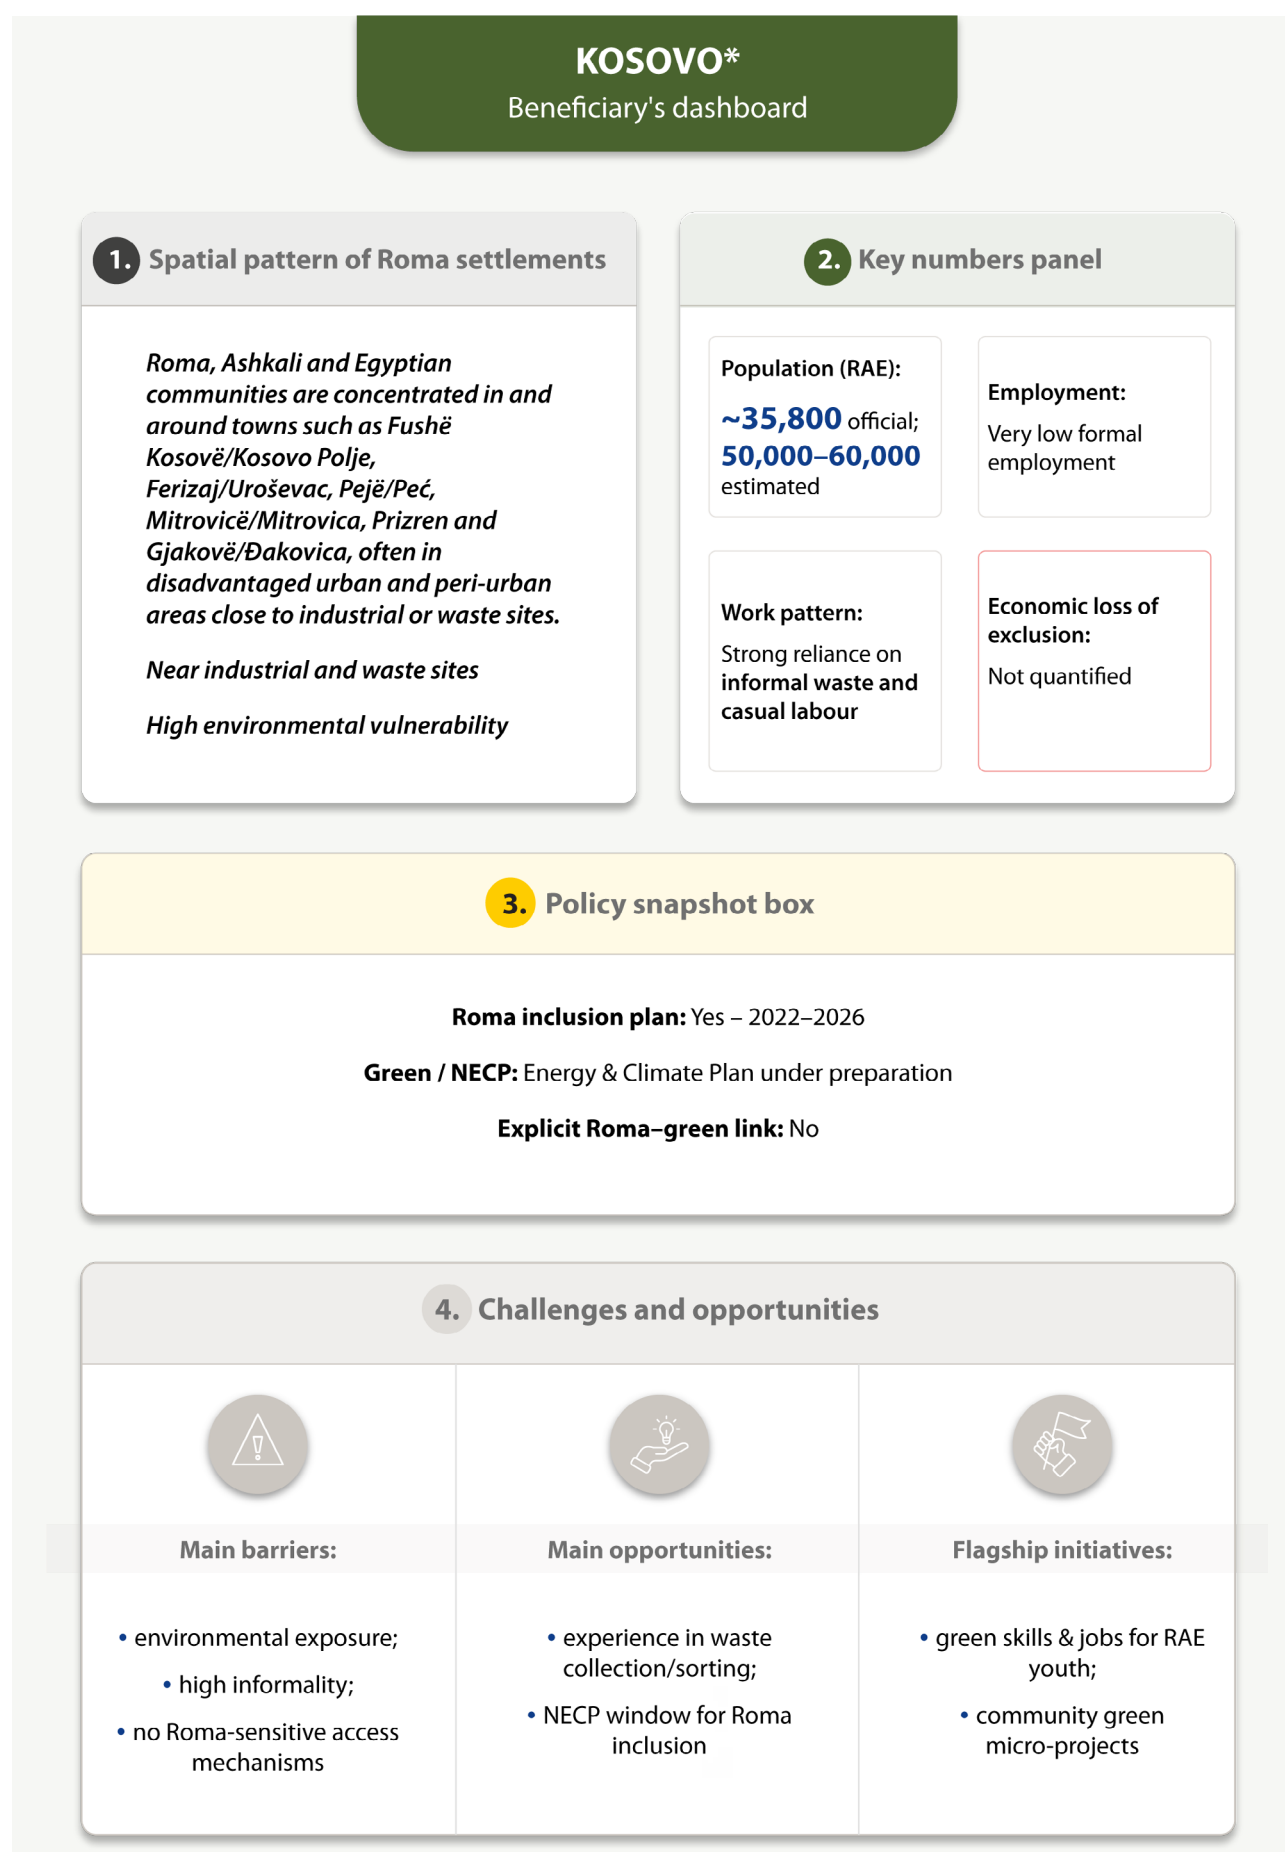 KOSOVO*
Beneficiary's dashboard
1. Spatial pattern of Roma settlements
Roma, Ashkali and Egyptian
communities are concentrated in and
around towns such as Fushë
Kosovë/Kosovo Polje,
Ferizaj/Uroševac, Pejë/Peć,
Mitrovicë/Mitrovica, Prizren and
Gjakovë/Đakovica, often in
disadvantaged urban and peri-urban
areas close to industrial or waste sites.
Near industrial and waste sites
High environmental vulnerability
2. Key numbers panel
Population (RAE):
~35,800 official;
50,000–60,000
estimated
Employment:
Very low formal
employment
Work pattern:
Strong reliance on
informal waste and
casual labour
Economic loss of
exclusion:
Not quantified
3. Policy snapshot box
Roma inclusion plan: Yes – 2022–2026
Green / NECP: Energy & Climate Plan under preparation
Explicit Roma–green link: No
4. Challenges and opportunities
Main barriers:
• environmental exposure;
• high informality;
• no Roma-sensitive access
mechanisms
Main opportunities:
• experience in waste
collection/sorting;
• NECP window for Roma
inclusion
Flagship initiatives:
• green skills & jobs for RAE
youth;
• community green
micro-projects